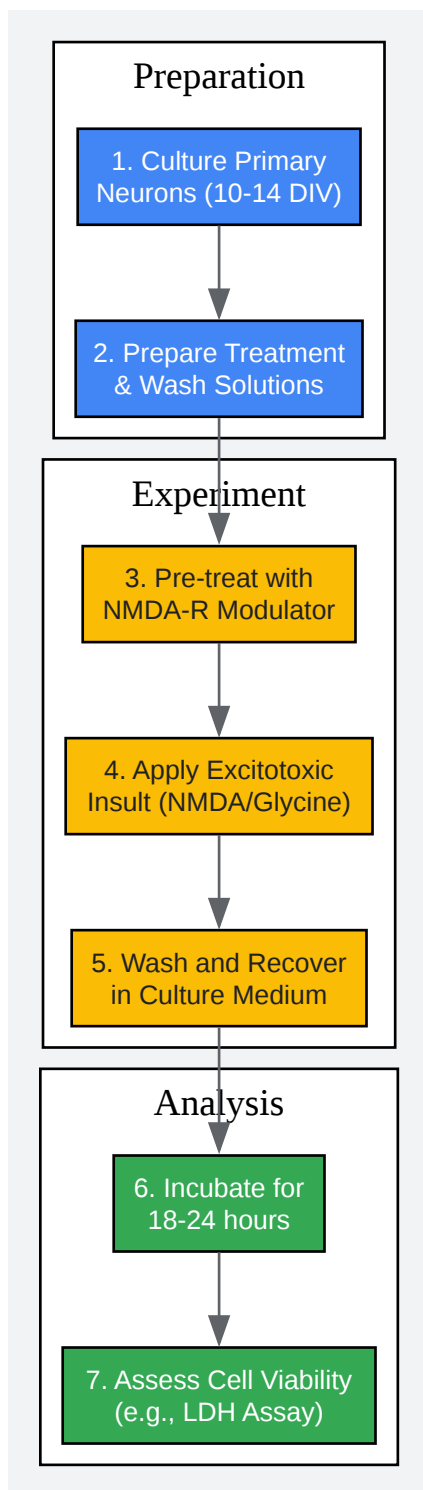 Preparation
1. Culture Primary
Neurons (10-14 DIV)
2. Prepare Treatment
& Wash Solutions
Experiment
3. Pre-treat with
NMDA-R Modulator
4. Apply Excitotoxic
Insult (NMDA/Glycine)
5. Wash and Recover
in Culture Medium
Analysis
6. Incubate for
18-24 hours
7. Assess Cell Viability
(e.g., LDH Assay)